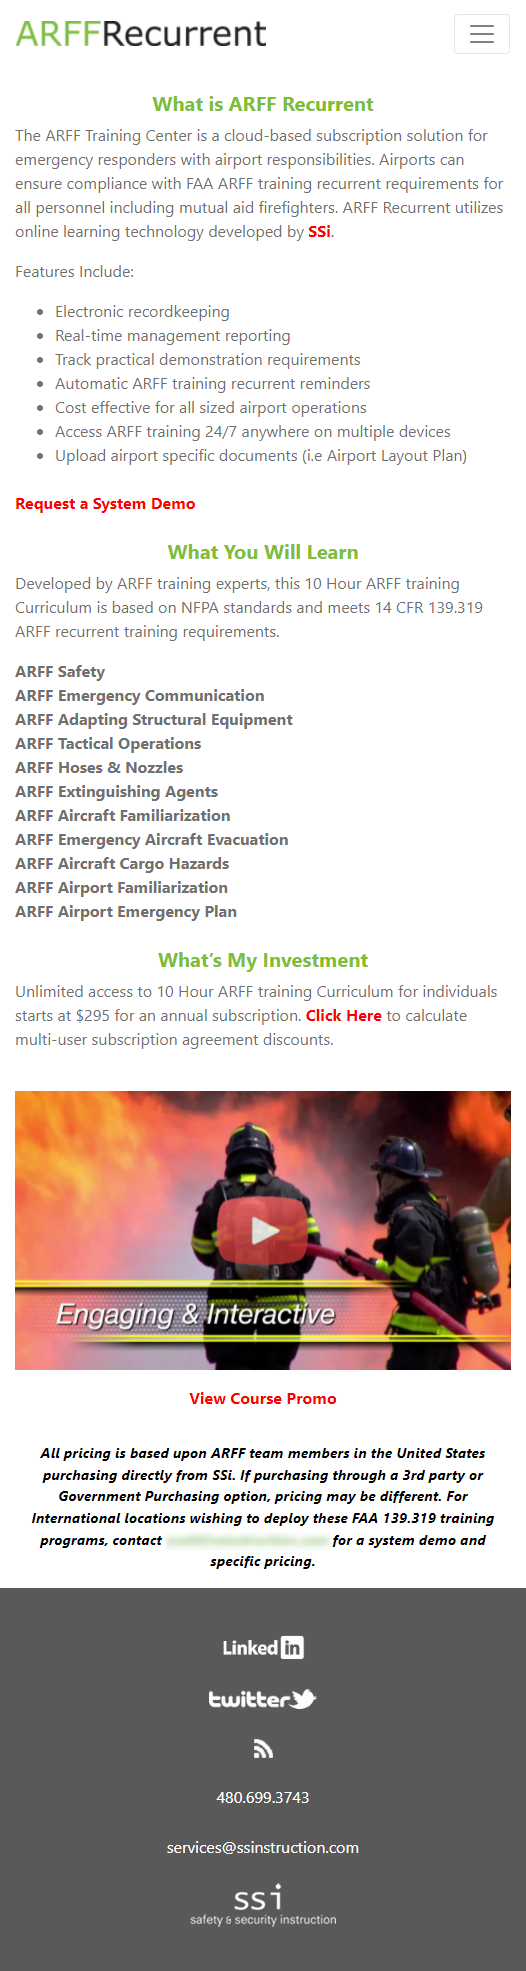 ARFFRecurrent
What is ARFF Recurrent
The ARFF Training Center is a cloud-based subscription solution for
emergency responders with airport responsibilities. Airports can
ensure compliance with FAA ARFF training recurrent requirements for
all personnel including mutual aid firefighters. ARFF Recurrent utilizes
online learning technology developed by SSi.
Features Include:
• Electronic recordkeeping
• Real-time management reporting
• Track practical demonstration requirements
• Automatic ARFF training recurrent reminders
• Cost effective for all sized airport operations
• Access ARFF training 24/7 anywhere on multiple devices
• Upload airport specific documents (i.e Airport Layout Plan)
Request a System Demo
What You Will Learn
Developed by ARFF training experts, this 10 Hour ARFF training
Curriculum is based on NFPA standards and meets 14 CFR 139.319
ARFF recurrent training requirements.
ARFF Safety
ARFF Emergency Communication
ARFF Adapting Structural Equipment
ARFF Tactical Operations
ARFF Hoses & Nozzles
ARFF Extinguishing Agents
ARFF Aircraft Familiarization
ARFF Emergency Aircraft Evacuation
ARFF Aircraft Cargo Hazards
ARFF Airport Familiarization
ARFF Airport Emergency Plan
What's My Investment
Unlimited access to 10 Hour ARFF training Curriculum for individuals
starts at $295 for an annual subscription. Click Here to calculate
multi-user subscription agreement discounts.
Engaging & Interactive
View Course Promo
All pricing is based upon ARFF team members in the United States
purchasing directly from SSi. If purchasing through a 3rd party or
Government Purchasing option, pricing may be different. For
International locations wishing to deploy these FAA 139.319 training
programs, contact for a system demo and
specific pricing.
Linked in
twitter
480.699.3743
services@ssinstruction.com
ssi
safety & security instruction